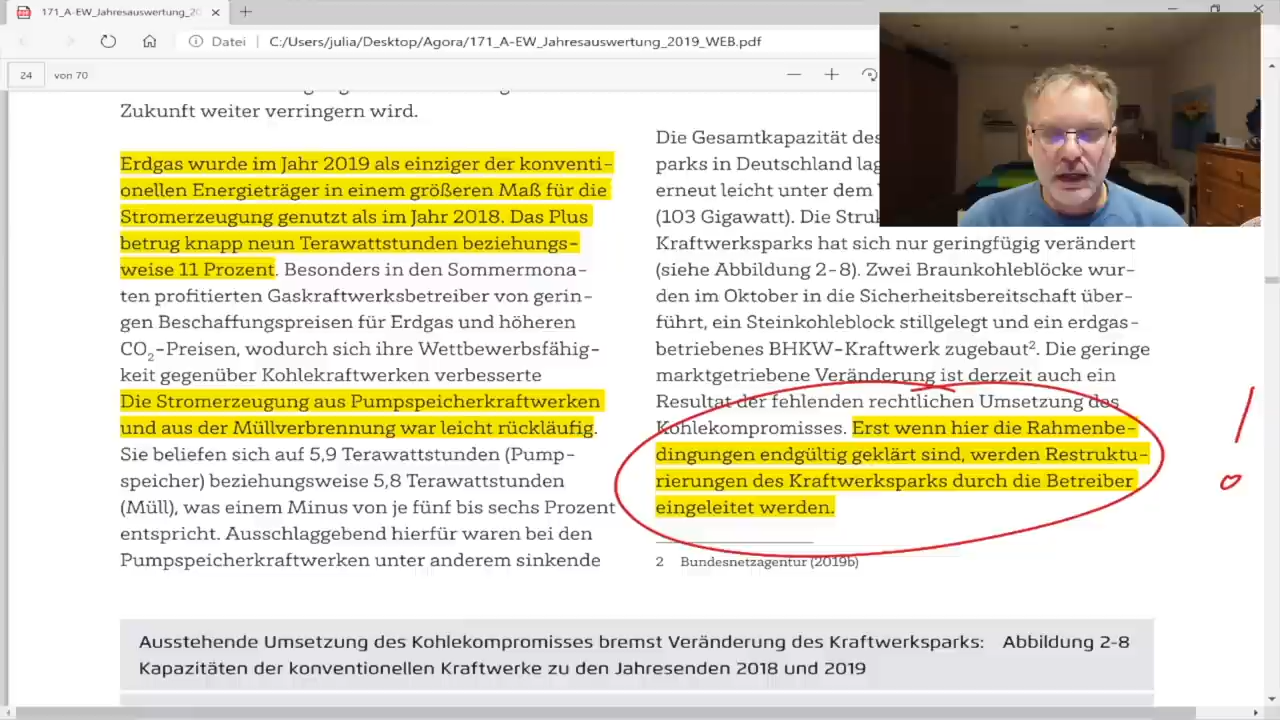 171_A-EW_Jahresauswertung_20
Datei
C:/Users/julia/Desktop/Agora/171_A-EW_Jahresauswertung_2019_WEB.pdf
24 von 70
Zukunft weiter verringern wird.
Erdgas wurde im Jahr 2019 als einziger der konventi-
onellen Energieträger in einem größeren Maß für die
Stromerzeugung genutzt als im Jahr 2018. Das Plus
betrug knapp neun Terawattstunden beziehungs-
weise 11 Prozent. Besonders in den Sommermona-
ten profitierten Gaskraftwerksbetreiber von gerin-
gen Beschaffungspreisen für Erdgas und höheren
CO₂-Preisen, wodurch sich ihre Wettbewerbsfähig-
keit gegenüber Kohlekraftwerken verbesserte
Die Stromerzeugung aus Pumpspeicherkraftwerken
und aus der Müllverbrennung war leicht rückläufig.
Sie beliefen sich auf 5,9 Terawattstunden (Pump-
speicher) beziehungsweise 5,8 Terawattstunden
(Müll), was einem Minus von je fünf bis sechs Prozent
entspricht. Ausschlaggebend hierfür waren bei den
Pumpspeicherkraftwerken unter anderem sinkende
Die Gesamtkapazität des
parks in Deutschland lag
erneut leicht unter dem
(103 Gigawatt). Die Struk
Kraftwerksparks hat sich nur geringfügig verändert
(siehe Abbildung 2-8). Zwei Braunkohleblöcke wur-
den im Oktober in die Sicherheitsbereitschaft über-
führt, ein Steinkohleblock stillgelegt und ein erdgas-
betriebenes BHKW-Kraftwerk zugebaut². Die geringe
marktgetriebene Veränderung ist derzeit auch ein
Resultat der fehlenden rechtlichen Umsetzung des
Kohlekompromisses. Erst wenn hier die Rahmenbe-
dingungen endgültig geklärt sind, werden Restruktu-
rierungen des Kraftwerksparks durch die Betreiber
eingeleitet werden.
!
2 Bundesnetzagentur (2019b)
Ausstehende Umsetzung des Kohlekompromisses bremst Veränderung des Kraftwerksparks: Abbildung 2-8
Kapazitäten der konventionellen Kraftwerke zu den Jahresenden 2018 und 2019